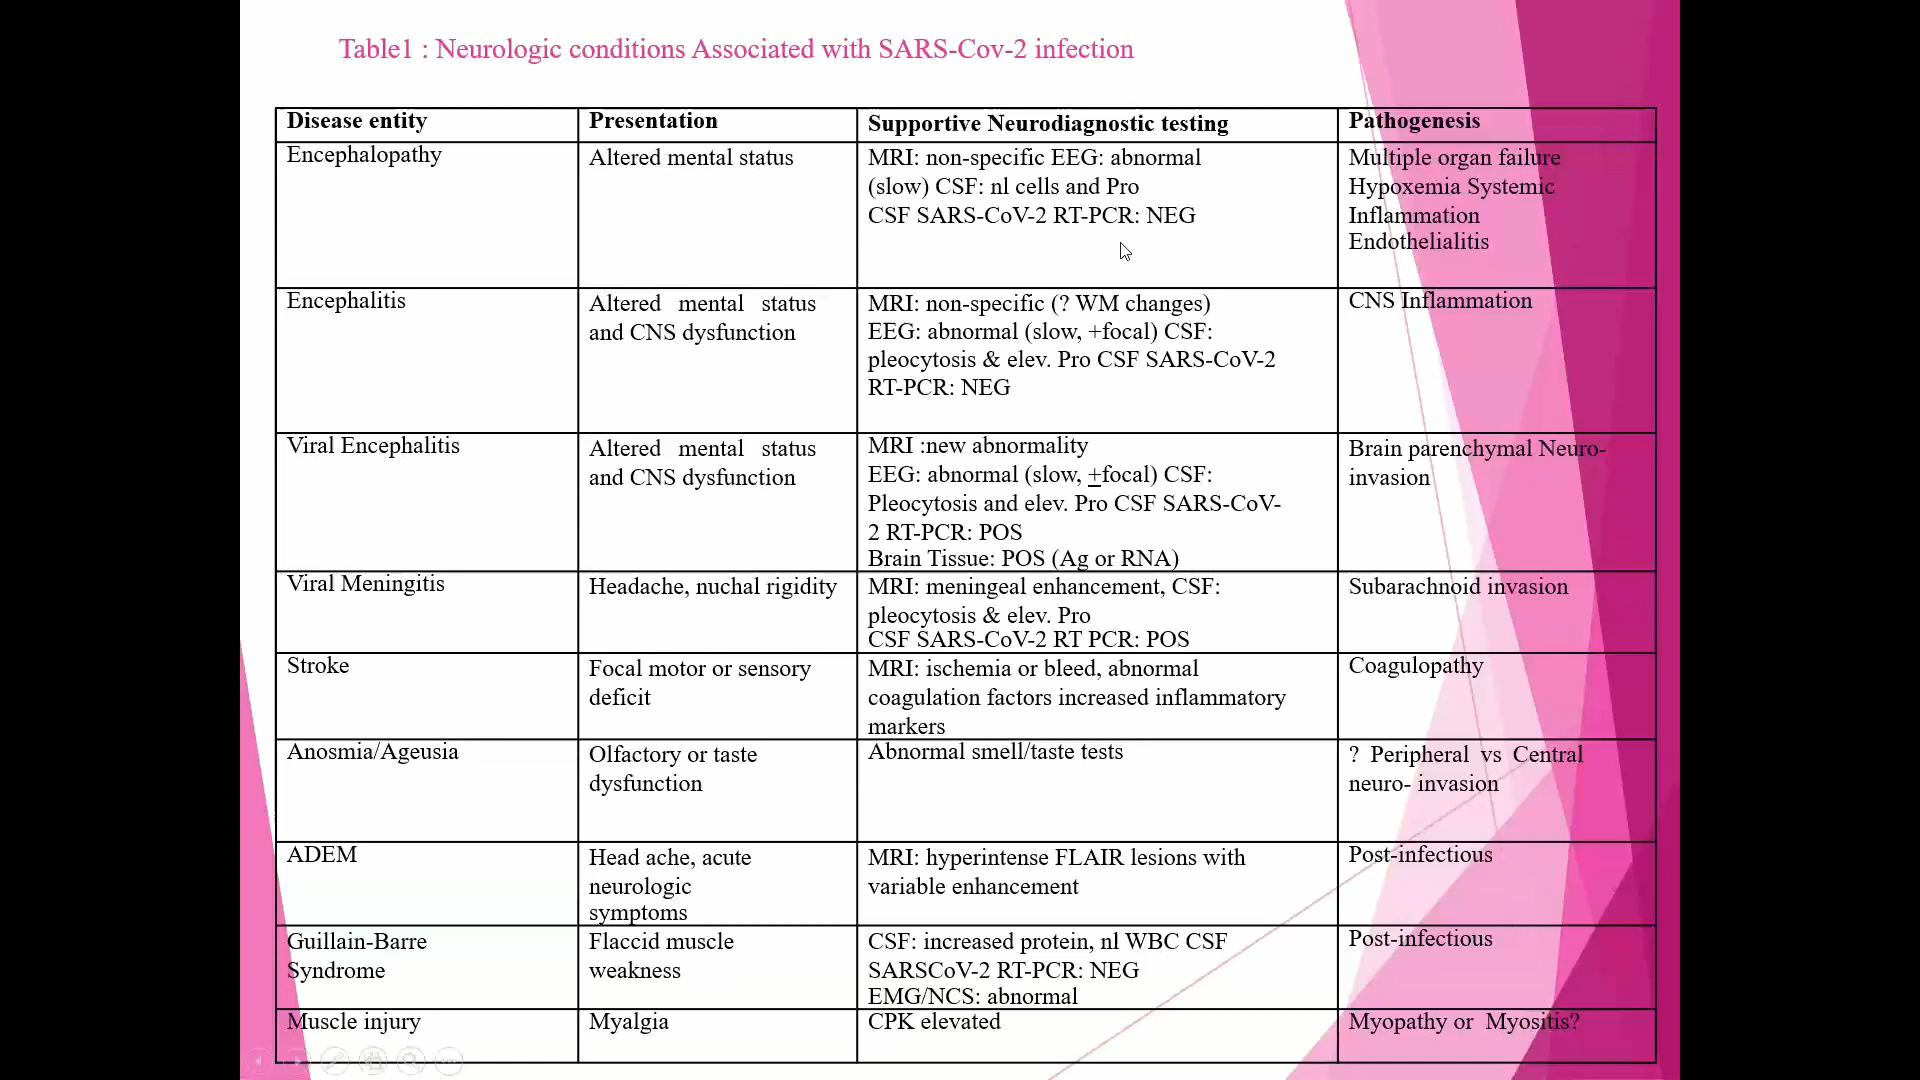 Table1 : Neurologic conditions Associated with SARS-Cov-2 infection
Disease entity
Presentation
Supportive Neurodiagnostic testing
Pathogenesis
Encephalopathy
Altered mental status
MRI: non-specific EEG: abnormal
(slow) CSF: nl cells and Pro
CSF SARS-CoV-2 RT-PCR: NEG
Multiple organ failure
Hypoxemia Systemic
Inflammation
Endothelialitis
Encephalitis
Altered mental status
and CNS dysfunction
MRI: non-specific (? WM changes)
EEG: abnormal (slow, +focal) CSF:
pleocytosis & elev. Pro CSF SARS-CoV-2
RT-PCR: NEG
CNS Inflammation
Viral Encephalitis
Altered mental status
and CNS dysfunction
MRI :new abnormality
EEG: abnormal (slow, +focal) CSF:
Pleocytosis and elev. Pro CSF SARS-CoV-
2 RT-PCR: POS
Brain Tissue: POS (Ag or RNA)
Brain parenchymal Neuro-
invasion
Viral Meningitis
Headache, nuchal rigidity
MRI: meningeal enhancement, CSF:
pleocytosis & elev. Pro
CSF SARS-CoV-2 RT PCR: POS
Subarachnoid invasion
Stroke
Focal motor or sensory
deficit
MRI: ischemia or bleed, abnormal
coagulation factors increased inflammatory
markers
Coagulopathy
Anosmia/Ageusia
Olfactory or taste
dysfunction
Abnormal smell/taste tests
? Peripheral vs Central
neuro- invasion
ADEM
Head ache, acute
neurologic
symptoms
MRI: hyperintense FLAIR lesions with
variable enhancement
Post-infectious
Guillain-Barre
Syndrome
Flaccid muscle
weakness
CSF: increased protein, nl WBC CSF
SARSCoV-2 RT-PCR: NEG
EMG/NCS: abnormal
Post-infectious
Muscle injury
Myalgia
CPK elevated
Myopathy or Myositis?